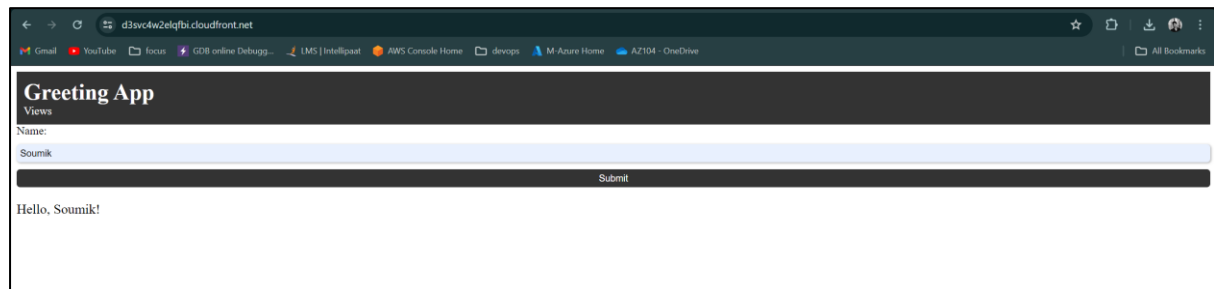 d3svc4w2elqfbi.cloudfront.net
Gmail YouTube focus GDB online Debugg... LMS | Intellipaat AWS Console Home devops M-Azure Home AZ104 - OneDrive All Bookmarks
Greeting App
Views
Name:
Soumik
Submit
Hello, Soumik!